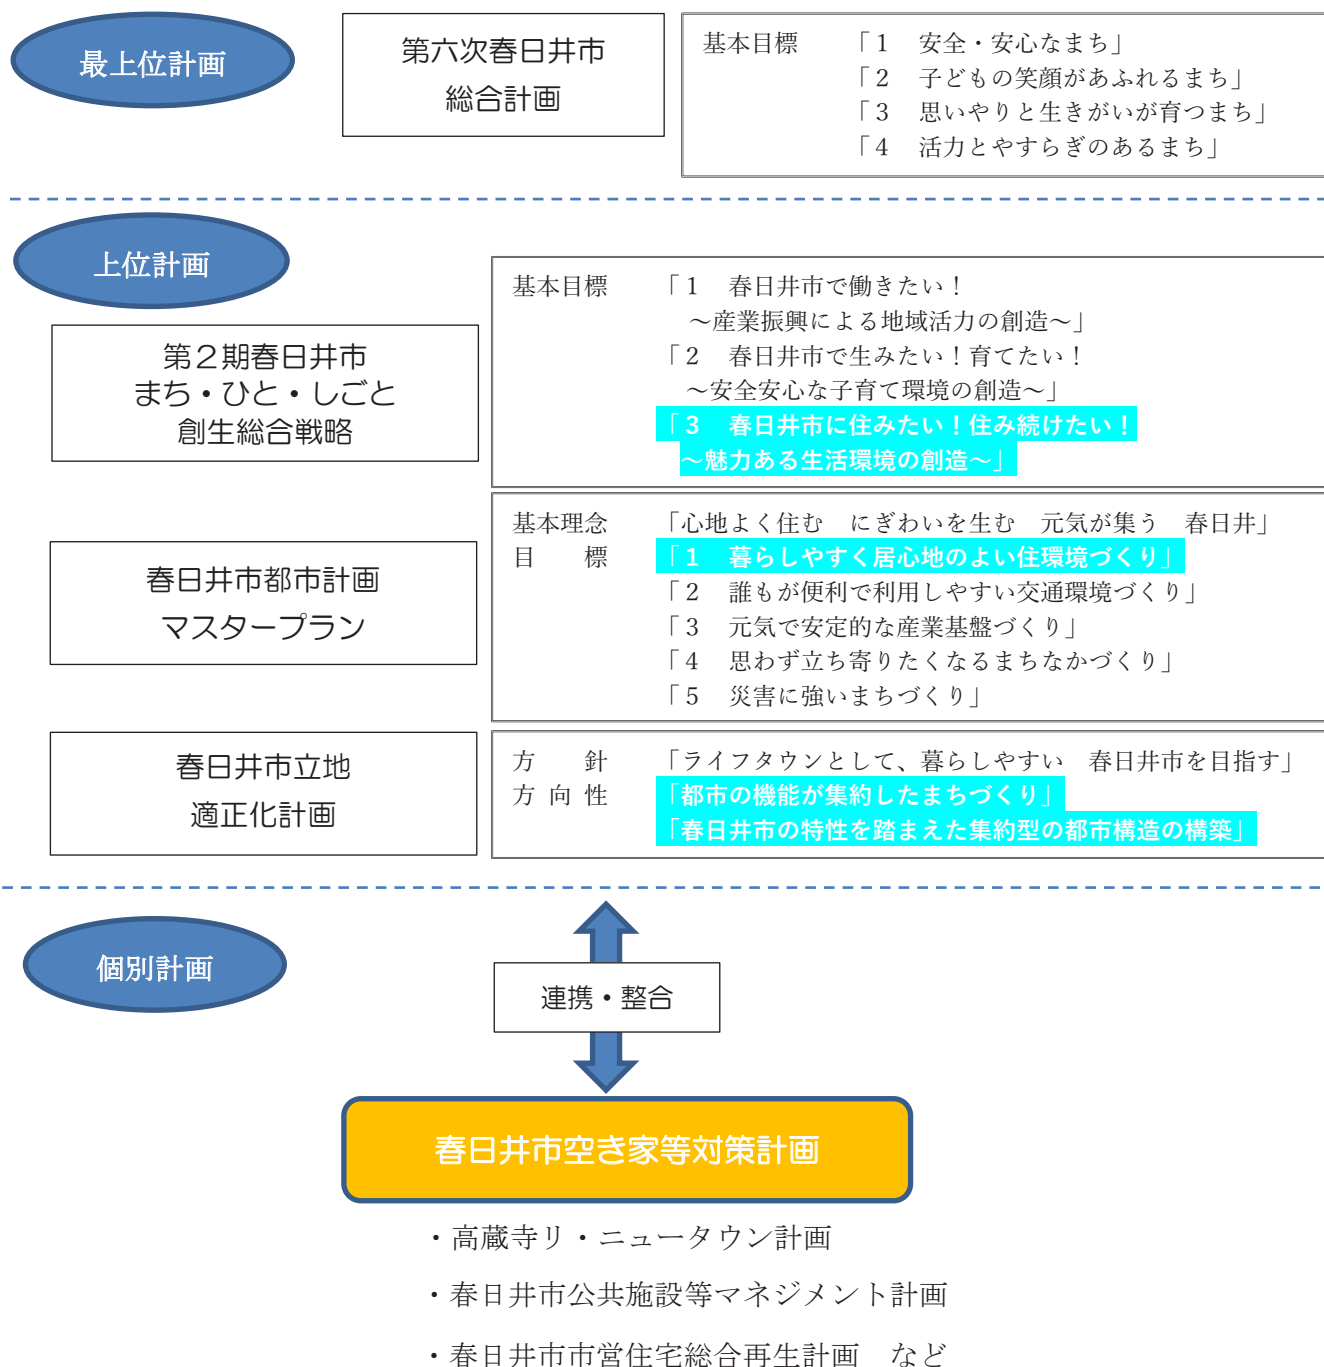 最上位計画
第六次春日井市
総合計画
基本目標　「１　安全・安心なまち」
「２　子どもの笑顔があふれるまち」
「３　思いやりと生きがいが育つまち」
「４　活力とやすらぎのあるまち」
上位計画
第２期春日井市
まち・ひと・しごと
創生総合戦略
基本目標　「１　春日井市で働きたい！
～産業振興による地域活力の創造～」
「２　春日井市で生みたい！育てたい！
～安全安心な子育て環境の創造～」
「３　春日井市に住みたい！住み続けたい！
～魅力ある生活環境の創造～」
春日井市都市計画
マスタープラン
基本理念　「心地よく住む　にぎわいを生む　元気が集う　春日井」
目　　標　「１　暮らしやすく居心地のよい住環境づくり」
「２　誰もが便利で利用しやすい交通環境づくり」
「３　元気で安定的な産業基盤づくり」
「４　思わず立ち寄りたくなるまちなかづくり」
「５　災害に強いまちづくり」
春日井市立地
適正化計画
方　　針　「ライフタウンとして、暮らしやすい　春日井市を目指す」
方 向 性　「都市の機能が集約したまちづくり」
「春日井市の特性を踏まえた集約型の都市構造の構築」
個別計画
連携・整合
春日井市空き家等対策計画
・高蔵寺リ・ニュータウン計画
・春日井市公共施設等マネジメント計画
・春日井市市営住宅総合再生計画　など